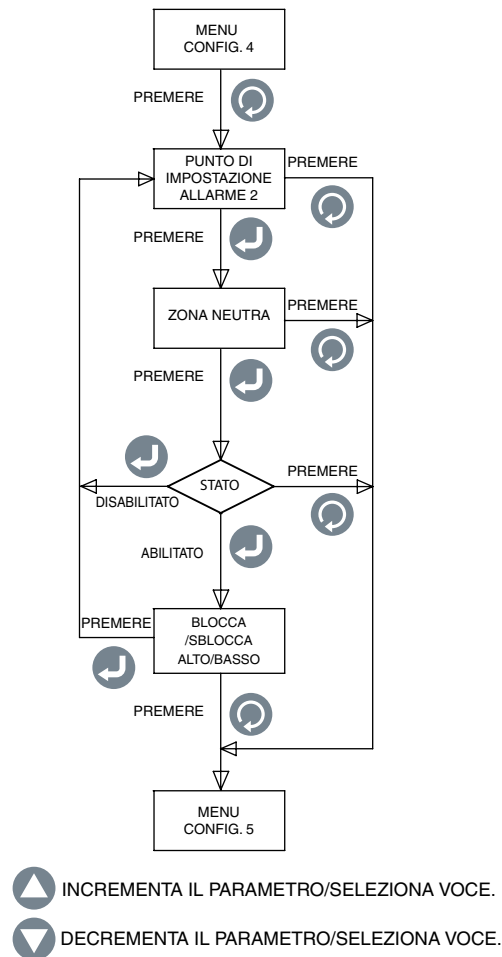 MENU
CONFIG. 4
PREMERE
PUNTO DI
IMPOSTAZIONE
ALLARME 2
PREMERE
PREMERE
ZONA NEUTRA
PREMERE
PREMERE
STATO
PREMERE
DISABILITATO
ABILITATO
BLOCCA
/SBLOCCA
ALTO/BASSO
PREMERE
PREMERE
MENU
CONFIG. 5
INCREMENTA IL PARAMETRO/SELEZIONA VOCE.
DECREMENTA IL PARAMETRO/SELEZIONA VOCE.